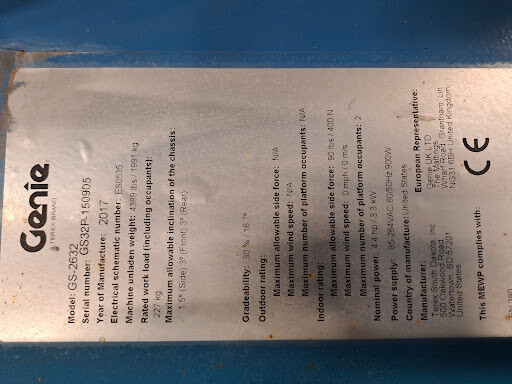 Genie
A TEREX BRAND
Model: GS-2632
Serial number: GS32P-150905
Year of Manufacture: 2017
Electrical schematic number: ES0535
Machine unladen weight: 4389 lbs / 1991 kg
Rated work load (including occupants):
227 kg
Maximum allowable inclination of the chassis:
1.5° (Side) 3° (Front) 3° (Rear)
Gradeability: 30 % / 16.7°
Outdoor rating:
Maximum allowable side force: N/A
Maximum wind speed: N/A
Maximum number of platform occupants: N/A
Indoor rating:
Maximum allowable side force: 90 lbs / 400 N
Maximum wind speed: 0 mph / 0 m/s
Maximum number of platform occupants: 2
Nominal power: 4.4 hp / 3.3 kW
Power supply: 85-264VAC 60/50Hz 900W
Country of manufacture: United States
Manufacturer:
Terex South Dakota, Inc
500 Oakwood Road
Watertown, SD 57201
United States
European Representative:
Genie UK LTD
The Maltings
Wharf Road, Grantham, Lin
NG31 6BH United Kingdom
This MEWP complies with:
CE